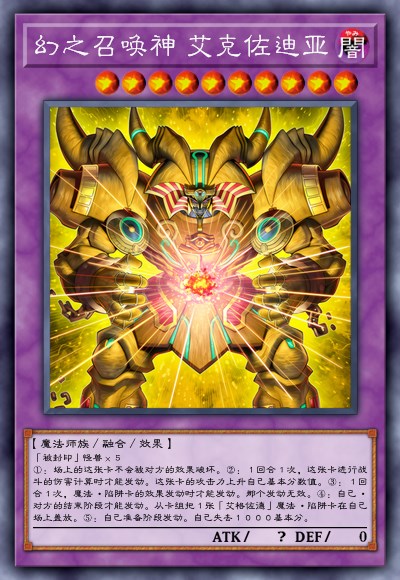 幻之召唤神 艾克佐迪亚
闇
やみ
【魔法师族／融合／效果】
「被封印」怪兽×5
①：场上的这张卡不会被对方的效果破坏。②：1回合1次，这张卡进行战
斗的伤害计算时才能发动。这张卡的攻击力上升自己基本分数值。③：1回
合1次，魔法·陷阱卡的效果发动时才能发动。那个发动无效。④：自己·
对方的结束阶段才能发动。从卡组把1张「艾格佐德」魔法·陷阱卡在自己
场上盖放。⑤：自己准备阶段发动。自己失去1000基本分。
ATK/ ? DEF/ 0